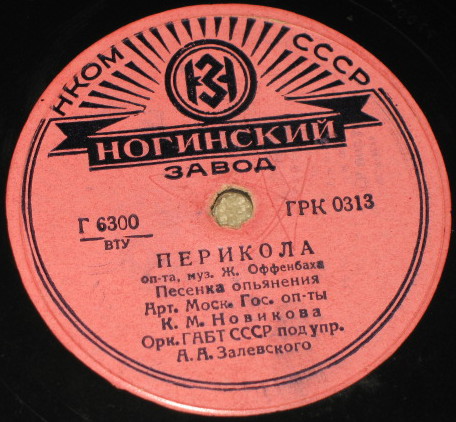 НКОМ СССР
НЗ
НОГИНСКИЙ
ЗАВОД
Г 6300
ВТУ
ГРК 0313
ПЕРИКОЛА
оп-та, муз. Ж. Оффенбаха
Песенка опьянения
Арт. Моск. Гос. оп-ты
К. М. Новикова
Орк. ГАБТ СССР под упр.
А. А. Залевского